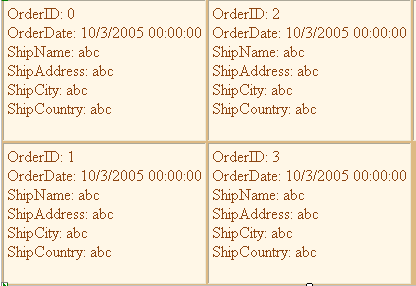 OrderID: 0
OrderDate: 10/3/2005 00:00:00
ShipName: abc
ShipAddress: abc
ShipCity: abc
ShipCountry: abc
OrderID: 2
OrderDate: 10/3/2005 00:00:00
ShipName: abc
ShipAddress: abc
ShipCity: abc
ShipCountry: abc
OrderID: 1
OrderDate: 10/3/2005 00:00:00
ShipName: abc
ShipAddress: abc
ShipCity: abc
ShipCountry: abc
OrderID: 3
OrderDate: 10/3/2005 00:00:00
ShipName: abc
ShipAddress: abc
ShipCity: abc
ShipCountry: abc